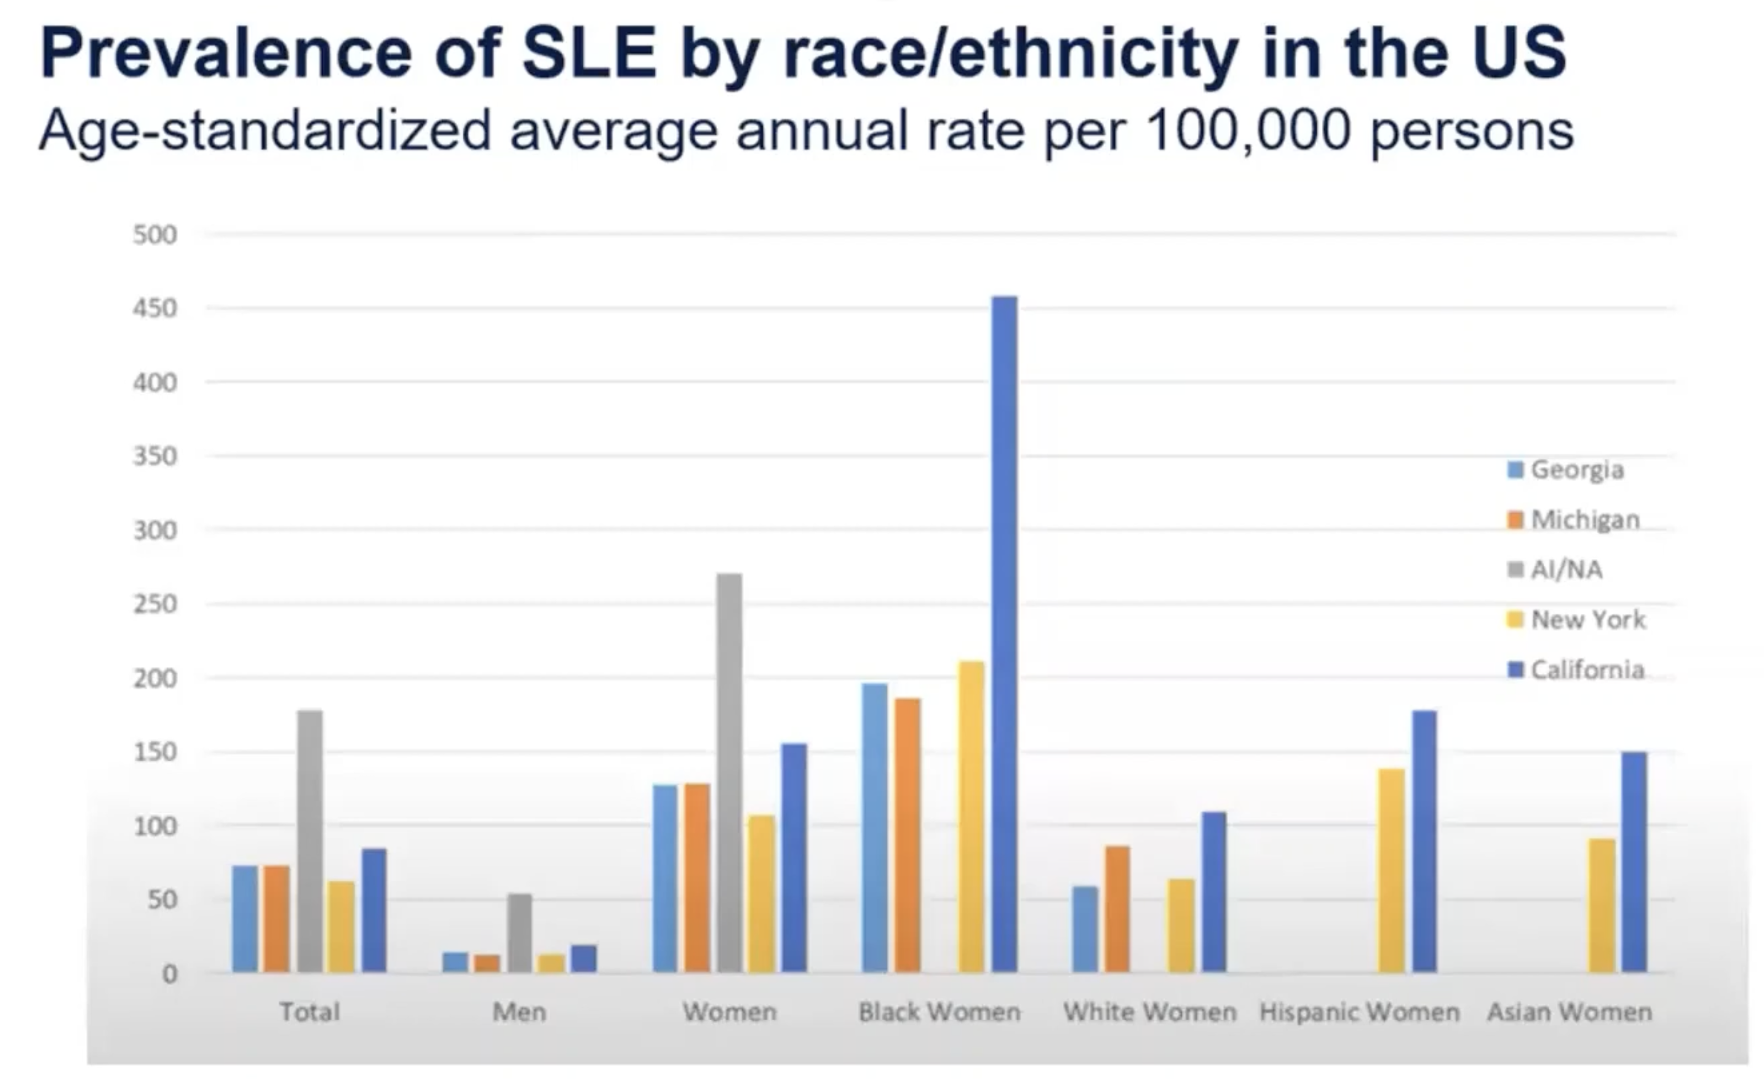 Prevalence of SLE by race/ethnicity in the US
Age-standardized average annual rate per 100,000 persons
500
450
400
350
300
250
200
150
100
50
0
Georgia
Michigan
AI/NA
New York
California
Total Men Women Black Women White Women Hispanic Women Asian Women